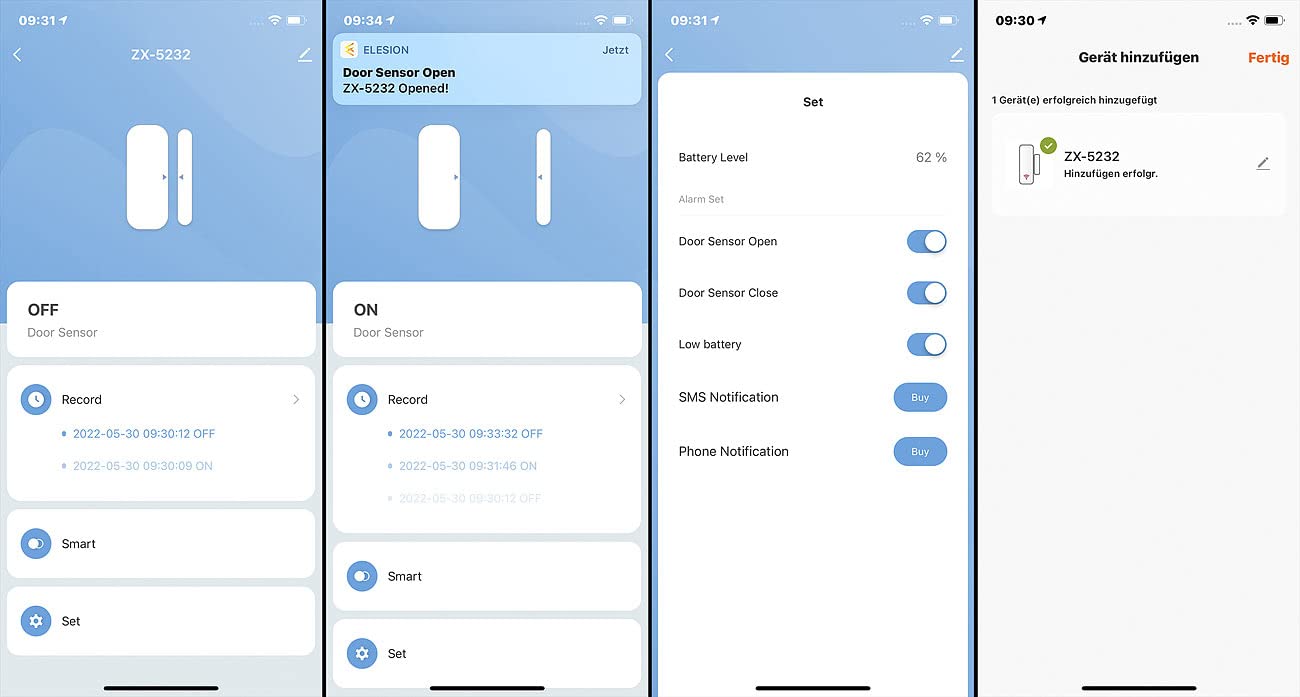 09:31
ZX-5232
OFF
Door Sensor
Record
2022-05-30 09:30:12 OFF
2022-05-30 09:30:09 ON
Smart
Set
09:34
ELESION
Jetzt
Door Sensor Open
ZX-5232 Opened!
ON
Door Sensor
Record
2022-05-30 09:33:32 OFF
2022-05-30 09:31:46 ON
2022-05-30 09:30:12 OFF
Smart
Set
09:31
Set
Battery Level 62 %
Alarm Set
Door Sensor Open
Door Sensor Close
Low battery
SMS Notification Buy
Phone Notification Buy
09:30
Gerät hinzufügen Fertig
1 Gerät(e) erfolgreich hinzugefügt
ZX-5232
Hinzufügen erfolgr.